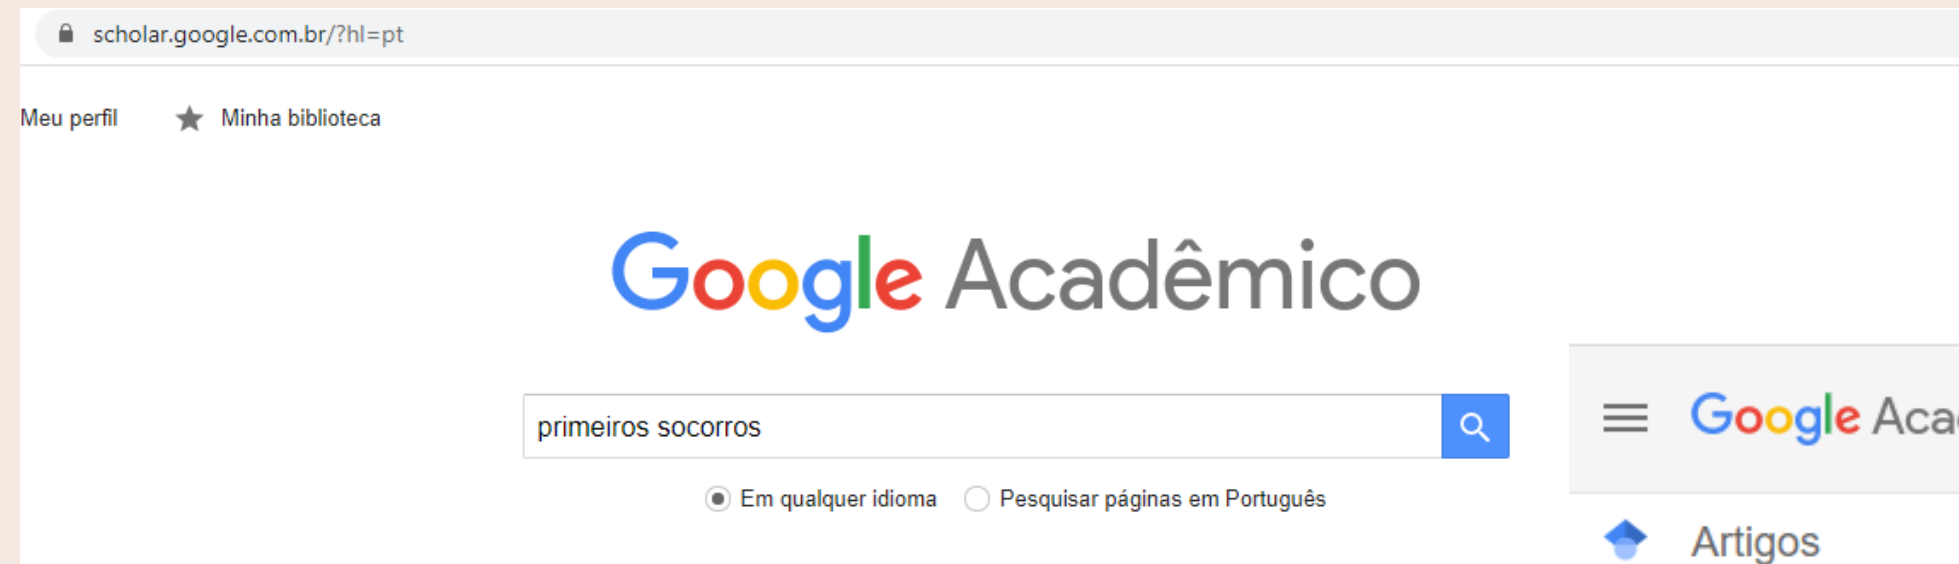 scholar.google.com.br/?hl=pt
Meu perfil
Minha biblioteca
Google Acadêmico
primeiros socorros
Em qualquer idioma
Pesquisar páginas em Português
Google Aca
Artigos